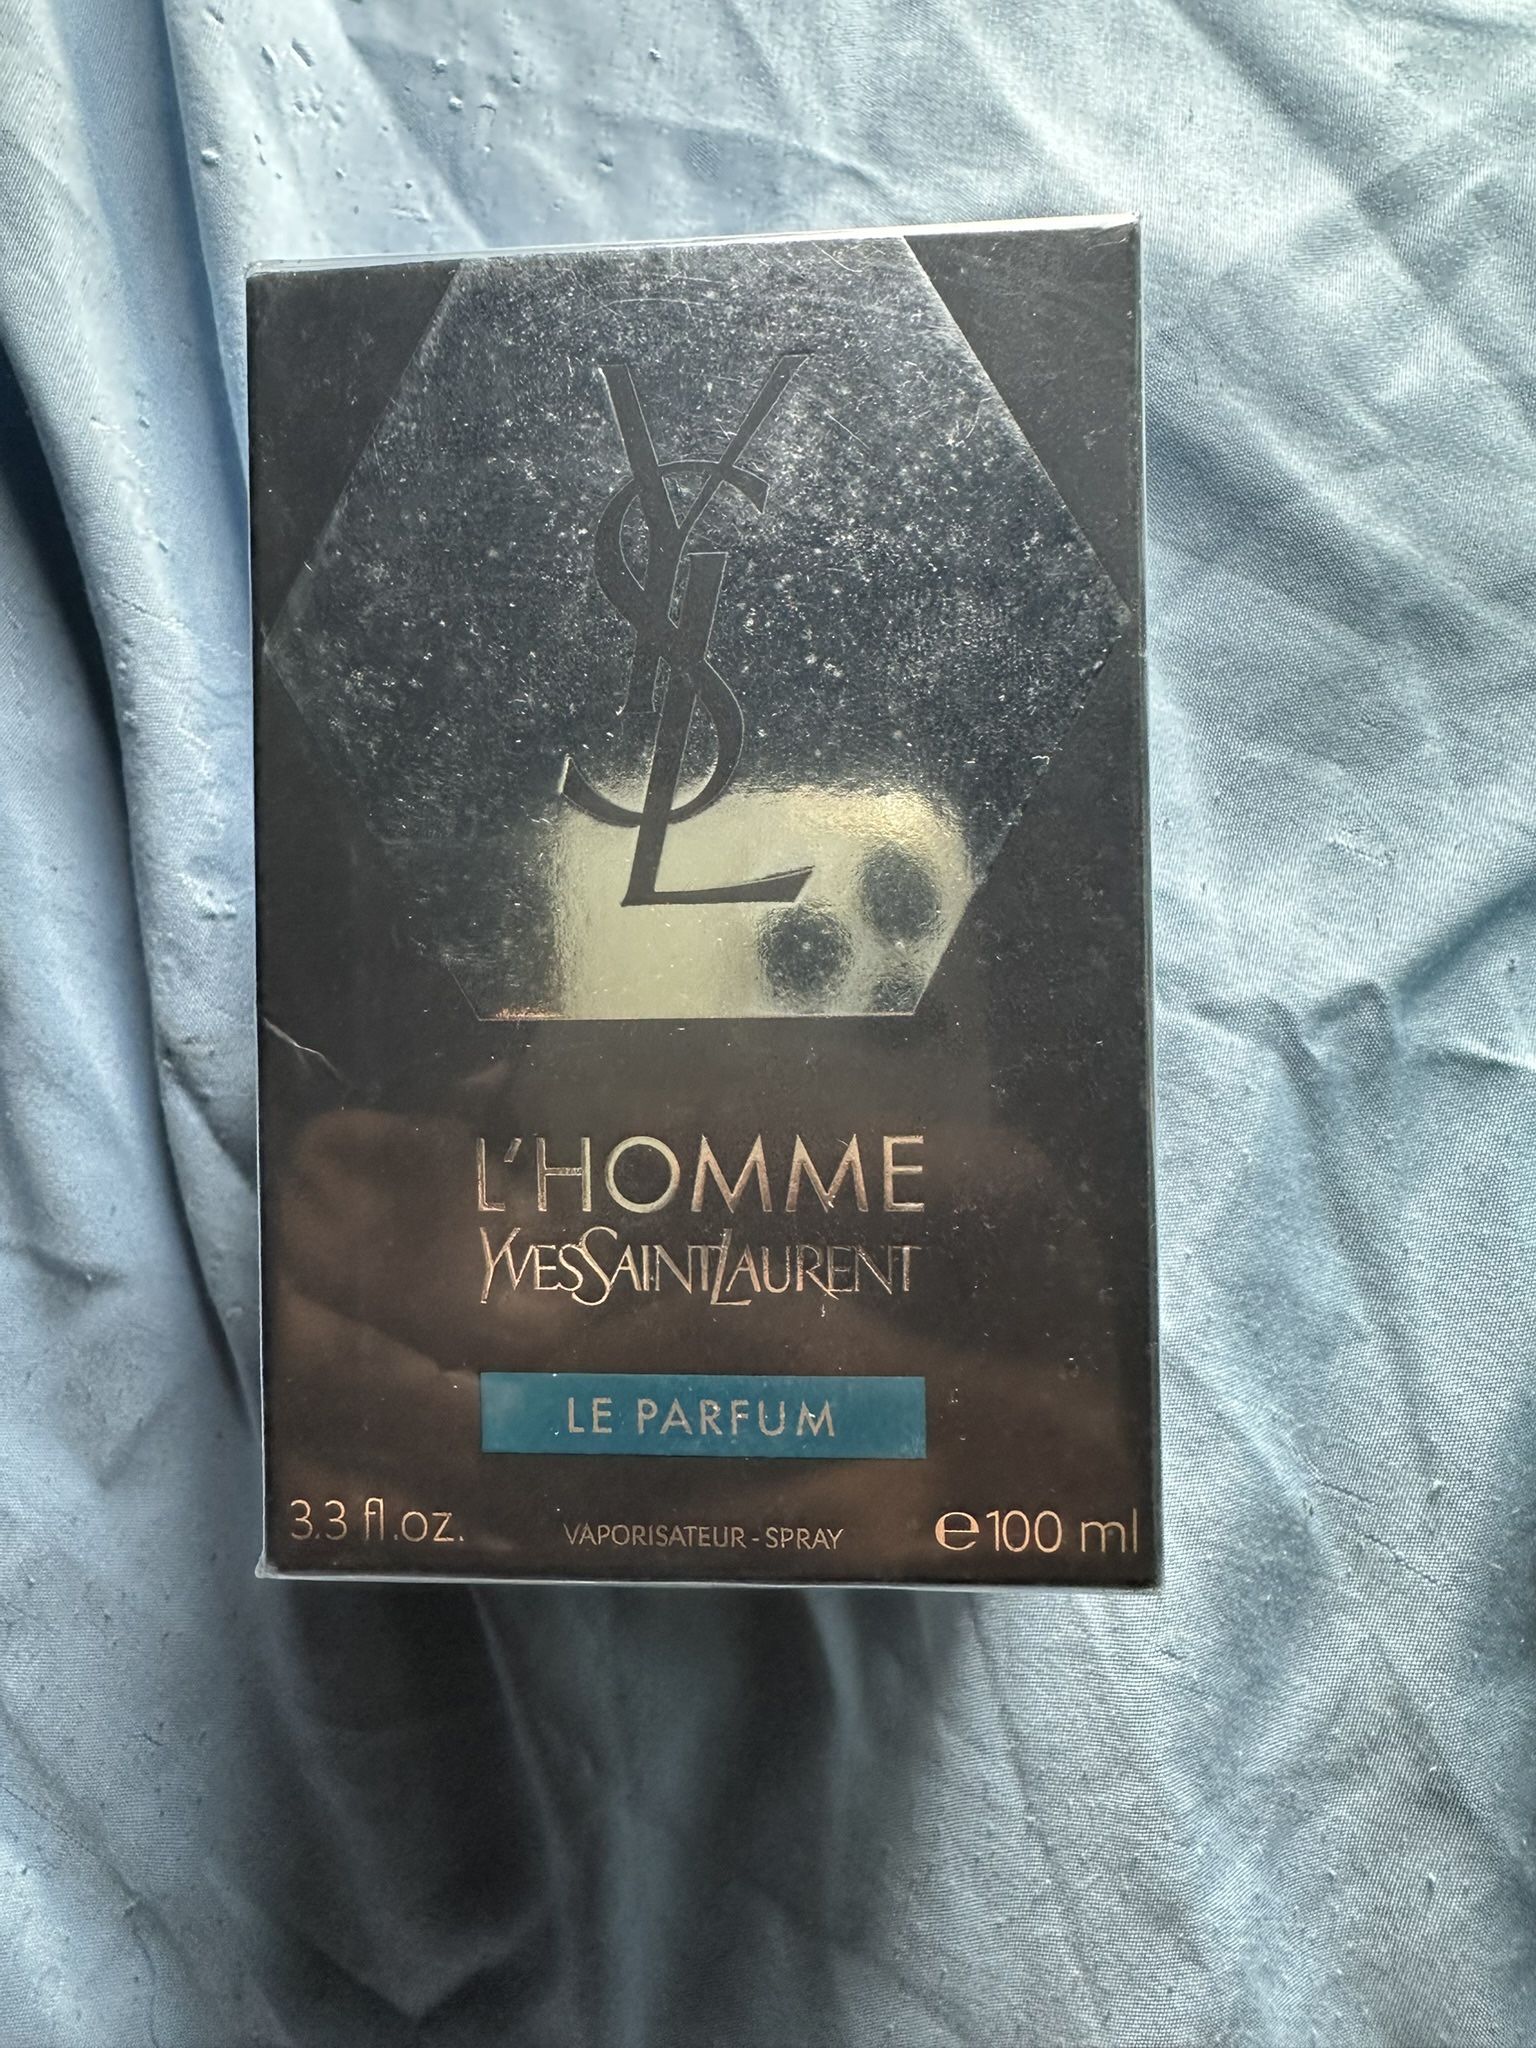 YSL
L'HOMME
YVESSAINTLAURENT
LE PARFUM
3.3 fl.oz. VAPORISATEUR - SPRAY ℮100 ml